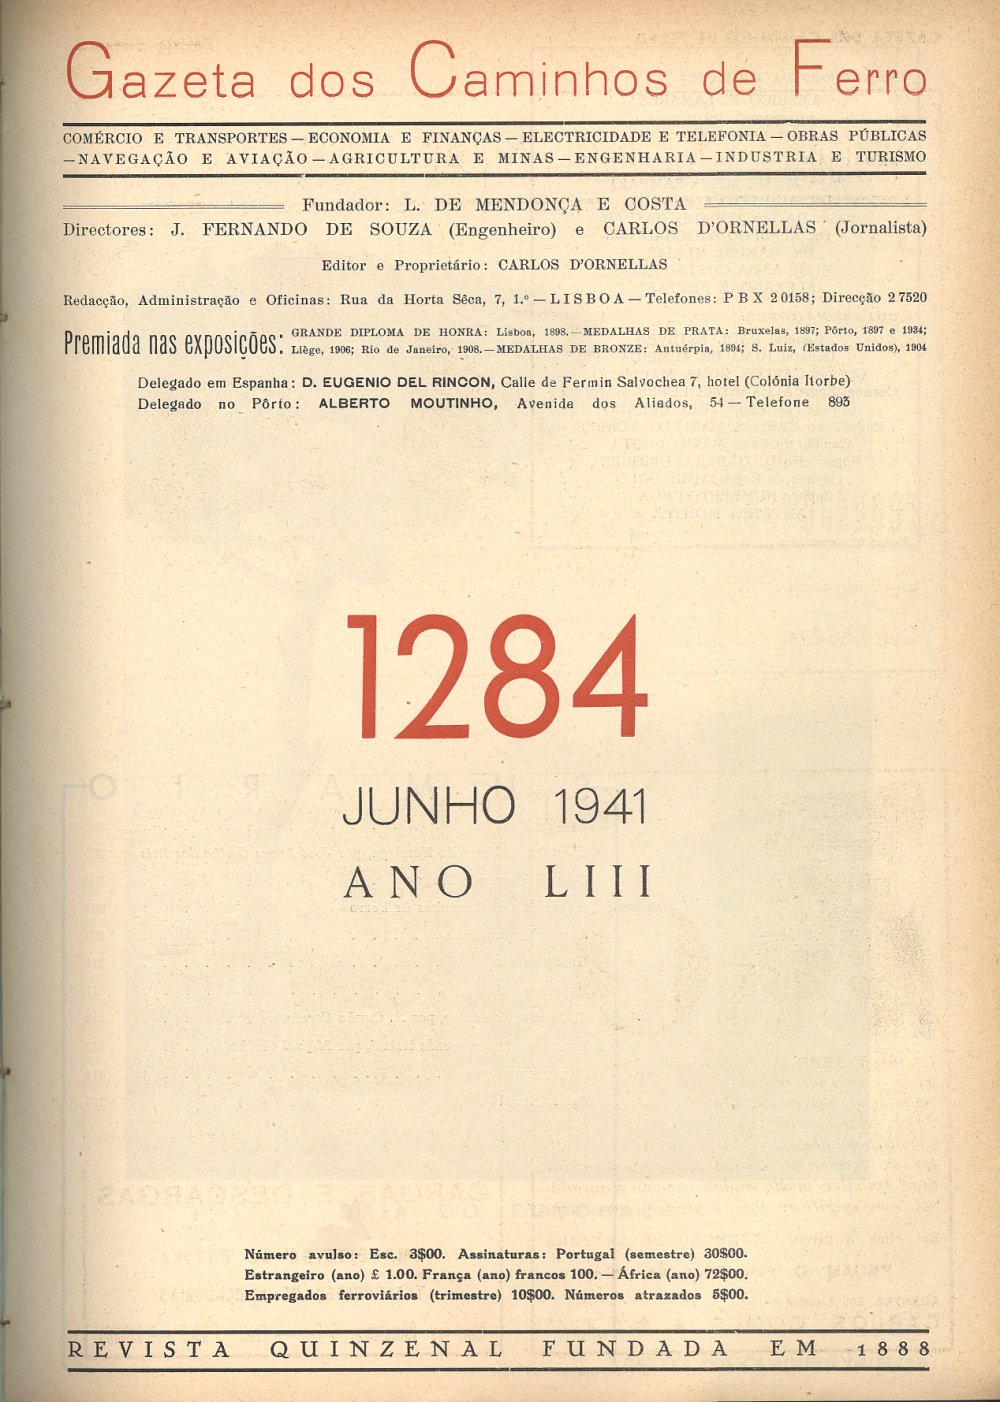 Gazeta dos Caminhos de Ferro
COMÉRCIO E TRANSPORTES — ECONOMIA E FINANÇAS — ELECTRICIDADE E TELEFONIA — OBRAS PÚBLICAS
— NAVEGAÇÃO E AVIAÇÃO — AGRICULTURA E MINAS — ENGENHARIA — INDUSTRIA E TURISMO
Fundador: L. DE MENDONÇA E COSTA
Directores: J. FERNANDO DE SOUZA (Engenheiro) e CARLOS D'ORNELLAS (Jornalista)
Editor e Proprietário: CARLOS D'ORNELLAS
Redacção, Administração e Oficinas: Rua da Horta Sêca, 7, 1.º — LISBOA — Telefones: P B X 20158; Direcção 27520
Premiada nas exposições:
GRANDE DIPLOMA DE HONRA: Lisboa, 1898. — MEDALHAS DE PRATA: Bruxelas, 1897; Pôrto, 1897 e 1934;
Liège, 1906; Rio de Janeiro, 1908. — MEDALHAS DE BRONZE: Antuérpia, 1894; S. Luiz, (Estados Unidos), 1904
Delegado em Espanha: D. EUGENIO DEL RINCON, Calle de Fermin Salvochea 7, hotel (Colónia Itorbe)
Delegado no Pôrto: ALBERTO MOUTINHO, Avenida dos Aliados, 54 — Telefone 893
1284
JUNHO 1941
ANO LIII
Número avulso: Esc. 3$00. Assinaturas: Portugal (semestre) 30$00.
Estrangeiro (ano) £ 1.00. França (ano) francos 100. — África (ano) 72$00.
Empregados ferroviários (trimestre) 10$00. Números atrazados 5$00.
REVISTA QUINZENAL FUNDADA EM 1888